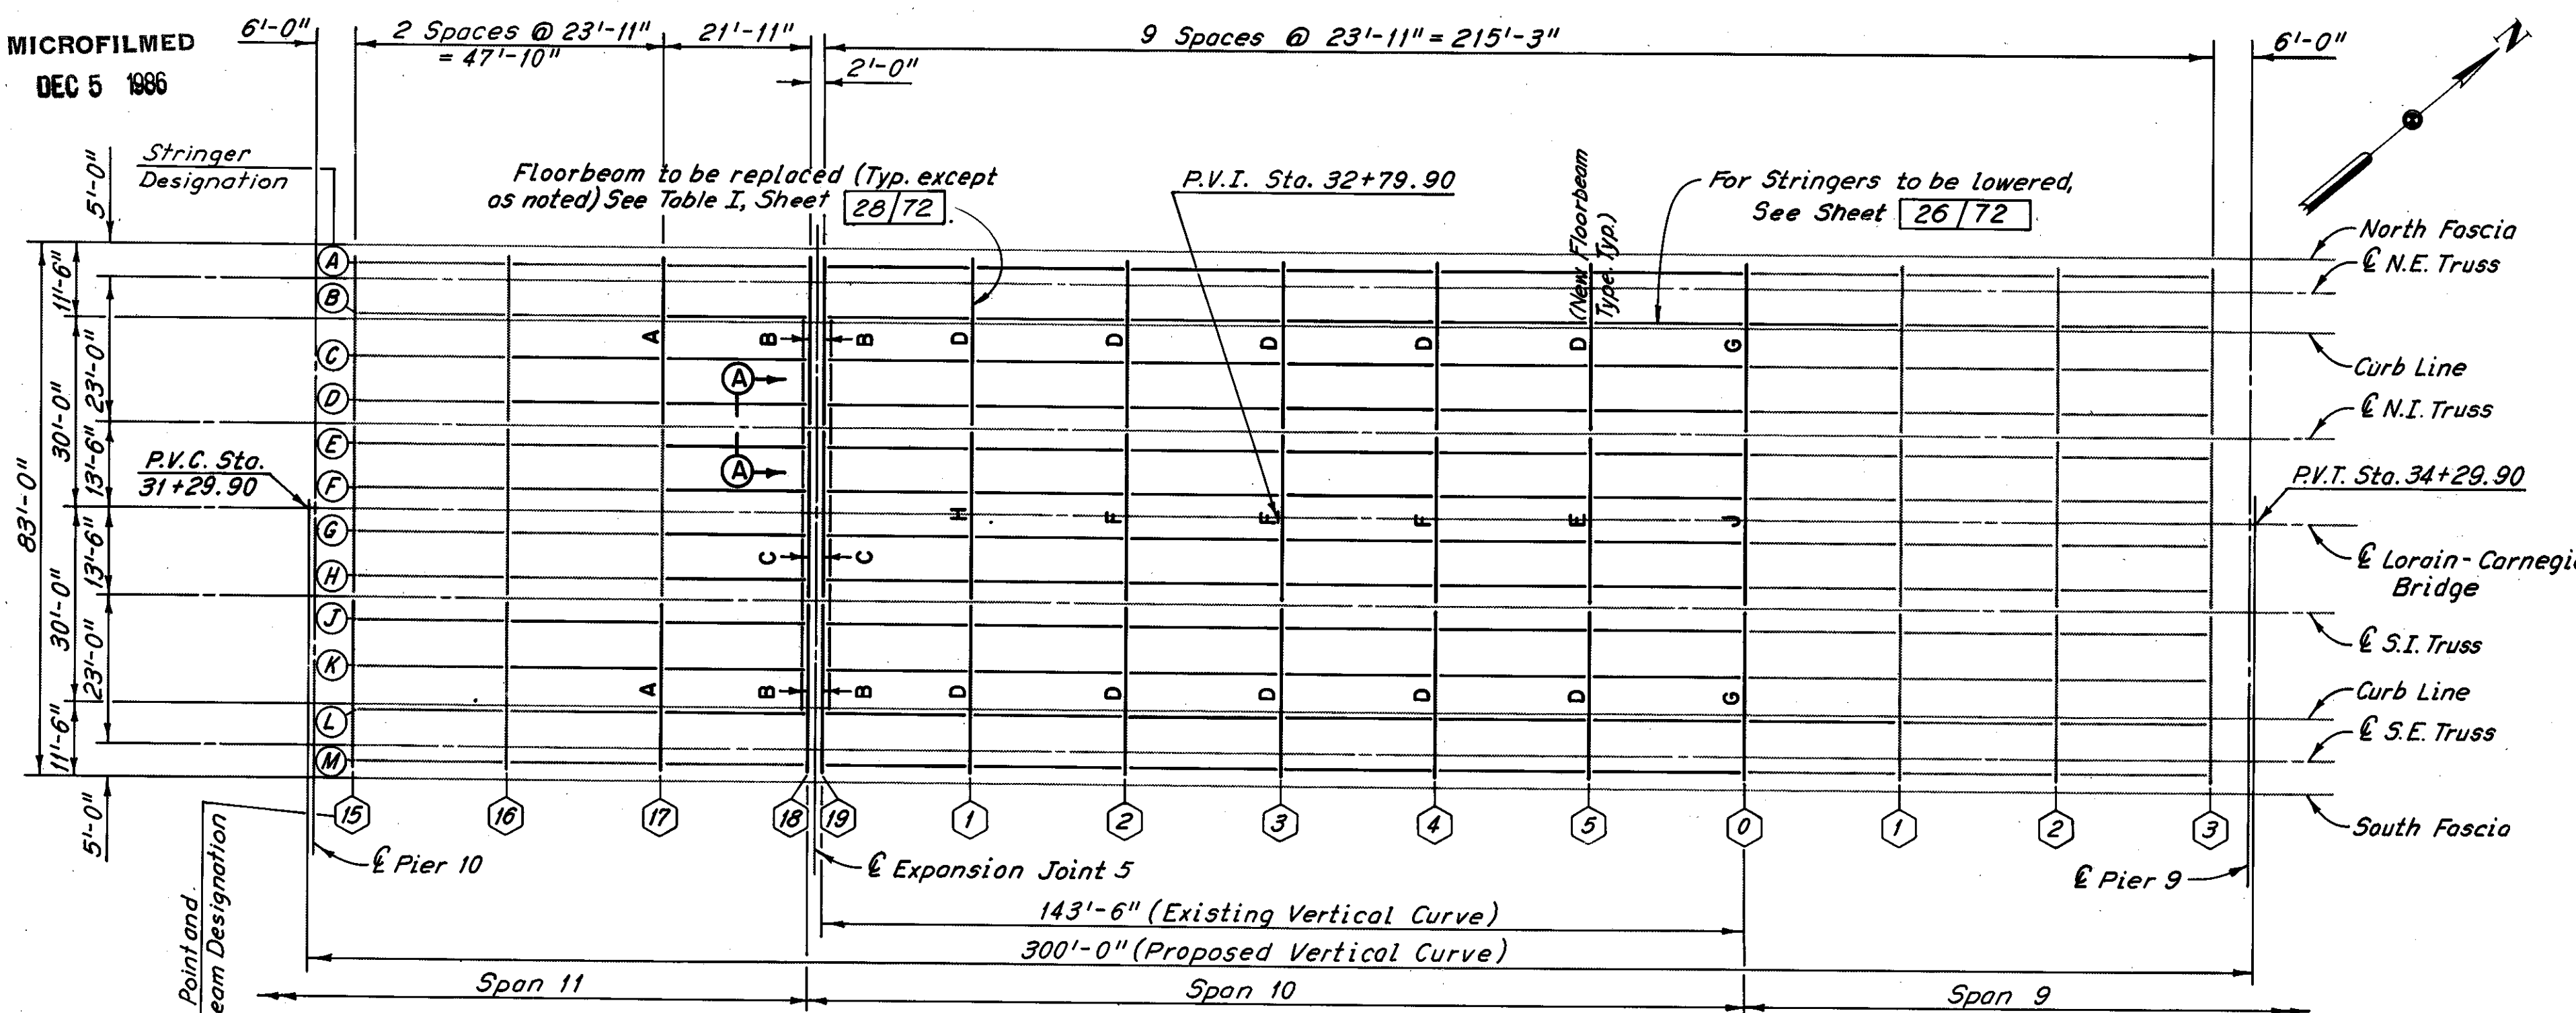 MICROFILMED
DEC 5 1986
6'-0"
2 Spaces @ 23'-11"
= 47'-10"
21'-11"
2'-0"
9 Spaces @ 23'-11" = 215'-3"
6'-0"
N
Stringer
Designation
Floorbeam to be replaced (Typ. except
as noted) See Table I, Sheet 28/72.
P.V.I. Sta. 32+79.90
(New Floorbeam
Type. Typ.)
For Stringers to be lowered,
See Sheet 26/72
North Fascia
℄ N.E. Truss
Curb Line
℄ N.I. Truss
P.V.T. Sta. 34+29.90
℄ Lorain-Carnegie
Bridge
℄ S.I. Truss
Curb Line
℄ S.E. Truss
South Fascia
5'-0"
83'-0"
11'-6"
30'-0"
30'-0"
11'-6"
23'-0"
13'-6"
13'-6"
23'-0"
5'-0"
P.V.C. Sta.
31+29.90
A
B
C
D
E
F
G
H
J
K
L
M
A B B D D D D D G
A
A
H F E F E J
C C
A B B D D D D D G
15 16 17 18 19 1 2 3 4 5 0 1 2 3
℄ Pier 10
℄ Expansion Joint 5
℄ Pier 9
Point and
eam Designation
143'-6" (Existing Vertical Curve)
300'-0" (Proposed Vertical Curve)
Span 11
Span 10
Span 9